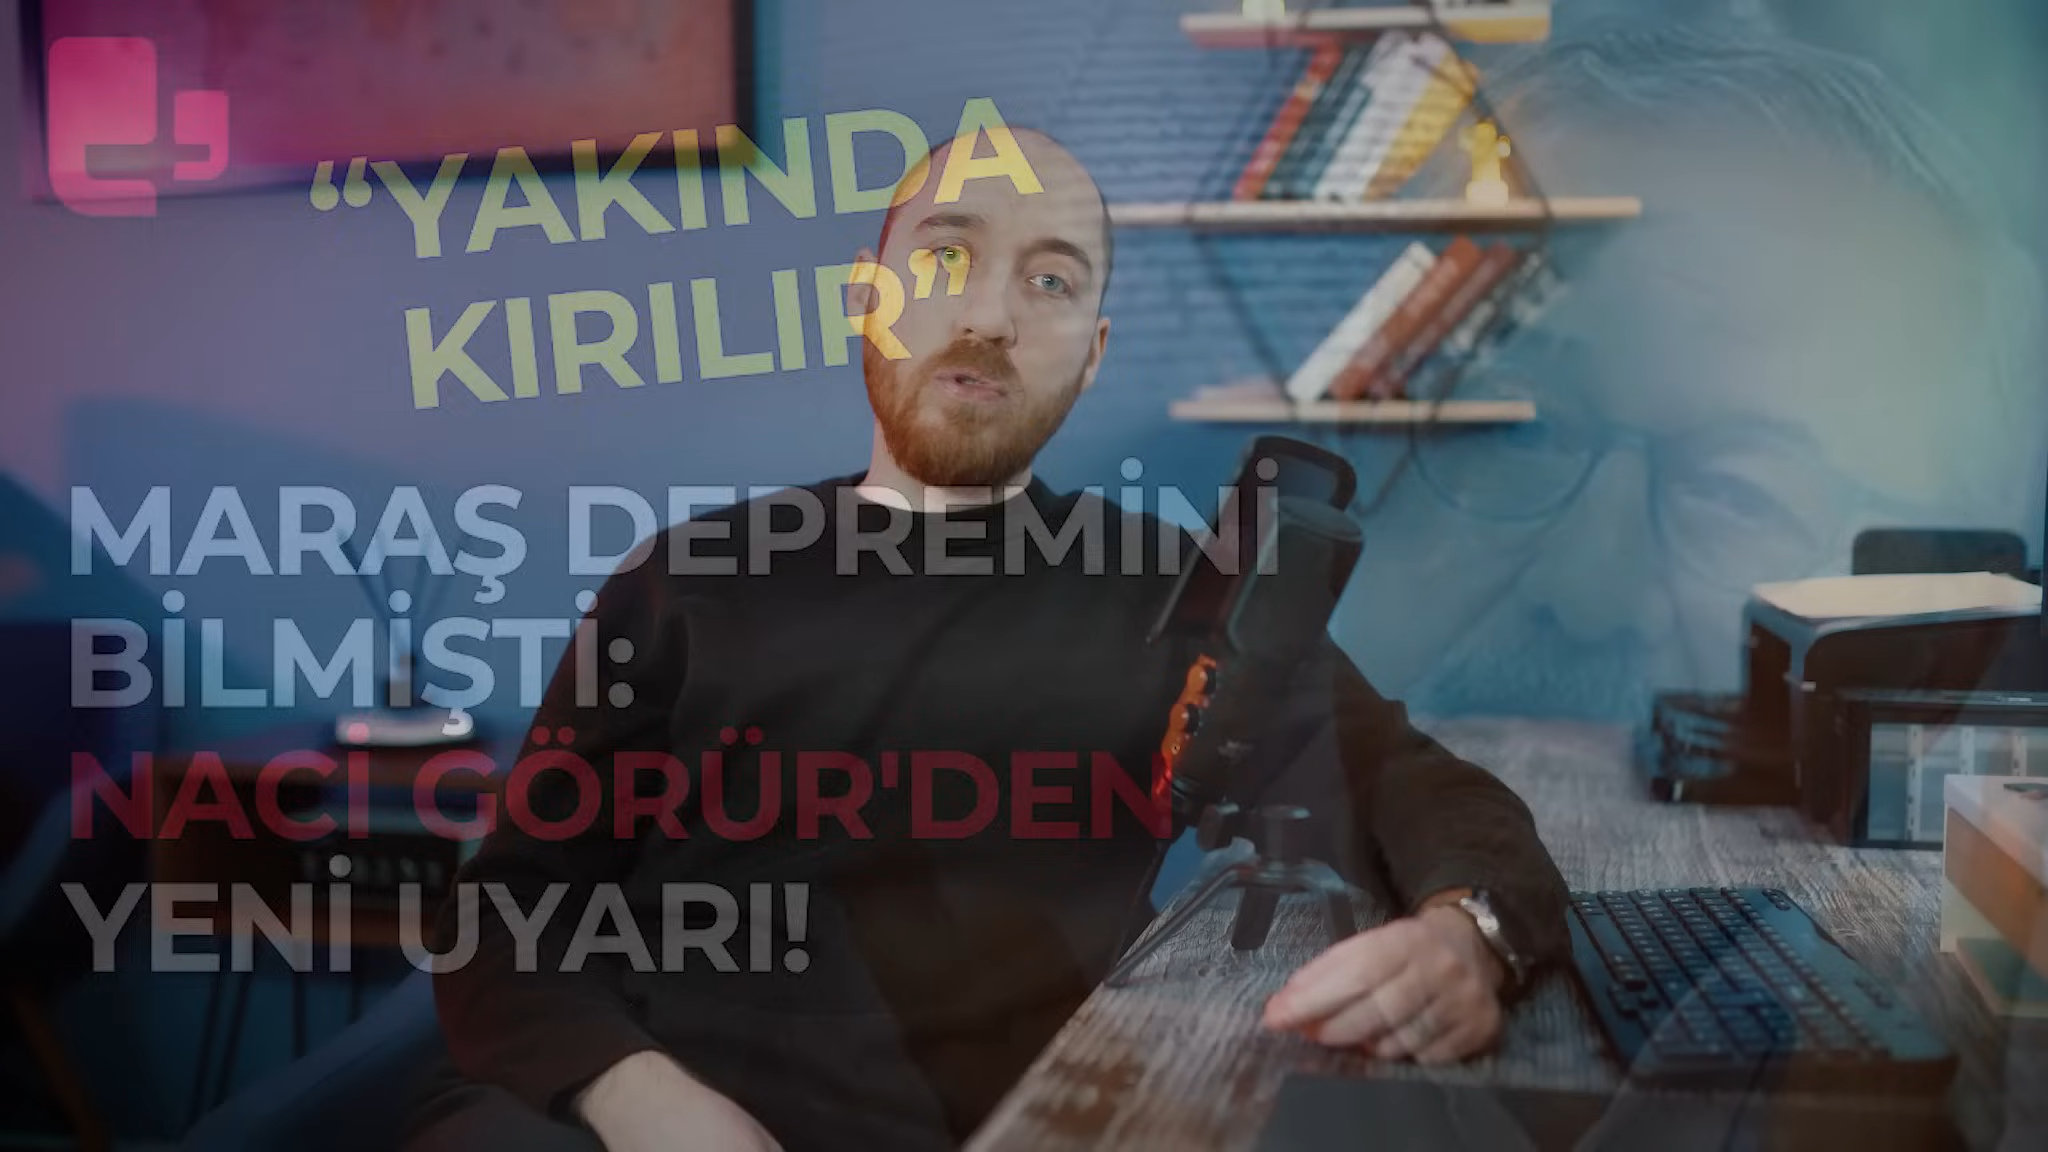 “YAKINDA
KIRILIR”
MARAŞ DEPREMİNİ
BİLMİŞTİ:
NACİ GÖRÜR'DEN
YENİ UYARI!